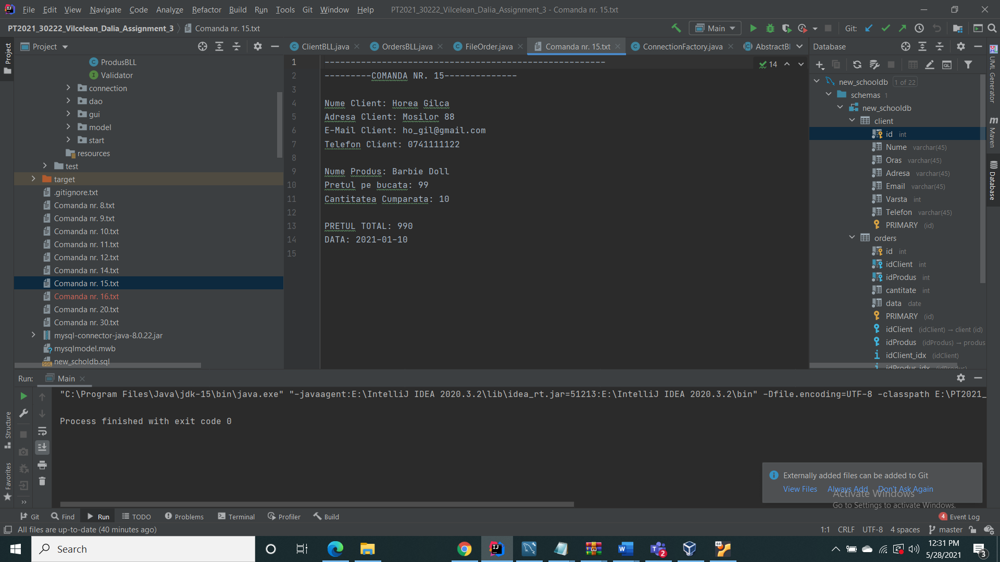 File Edit View Navigate Code Analyze Refactor Build Run Tools Git Window Help PT2021_30222_Vilcelean_Dalia_Assignment_3 - Comanda nr. 15.txt
PT2021_30222_Vilcelean_Dalia_Assignment_3 Comanda nr. 15.txt Main Git:
Project
ProdusBLL
Validator
connection
dao
gui
model
start
resources
test
target
.gitignore.txt
Comanda nr. 8.txt
Comanda nr. 9.txt
Comanda nr. 10.txt
Comanda nr. 11.txt
Comanda nr. 12.txt
Comanda nr. 14.txt
Comanda nr. 15.txt
Comanda nr. 16.txt
Comanda nr. 20.txt
Comanda nr. 30.txt
mysql-connector-java-8.0.22.jar
mysqlmodel.mwb
new_scholdb.sql
Project
Structure
Favorites
ClientBLL.java OrdersBLL.java FileOrder.java Comanda nr. 15.txt ConnectionFactory.java AbstractBl
14
1 ------------------------------------------------------
2 ---------COMANDA NR. 15--------------
3
4 Nume Client: Horea Gilca
5 Adresa Client: Mosilor 88
6 E-Mail Client: ho_gil@gmail.com
7 Telefon Client: 0741111122
8
9 Nume Produs: Barbie Doll
10 Pretul pe bucata: 99
11 Cantitatea Cumparata: 10
12
13 PRETUL TOTAL: 990
14 DATA: 2021-01-10
15
Database
new_schooldb 1 of 22
schemas 1
new_schooldb
client
id int
Nume varchar(45)
Oras varchar(45)
Adresa varchar(45)
Email varchar(45)
Varsta int
Telefon varchar(45)
PRIMARY (id)
orders
id int
idClient int
idProdus int
cantitate int
data date
PRIMARY (id)
idClient (idClient) → client (id)
idProdus (idProdus) → produs
idClient_idx (idClient)
idProdus_idx (idProdus)
UML Generator
Maven
Database
Run: Main
"C:\Program Files\Java\jdk-15\bin\java.exe" "-javaagent:E:\IntelliJ IDEA 2020.3.2\lib\idea_rt.jar=51213:E:\IntelliJ IDEA 2020.3.2\bin" -Dfile.encoding=UTF-8 -classpath E:\PT2021_
Process finished with exit code 0
Externally added files can be added to Git
View Files Always Add Don't Ask Again
Activate Windows
Go to Settings to activate Windows.
Git Find Run TODO Problems Terminal Profiler Build 4 Event Log
All files are up-to-date (40 minutes ago) 1:1 CRLF UTF-8 4 spaces master
Search
2
64
12:31 PM
5/28/2021
3